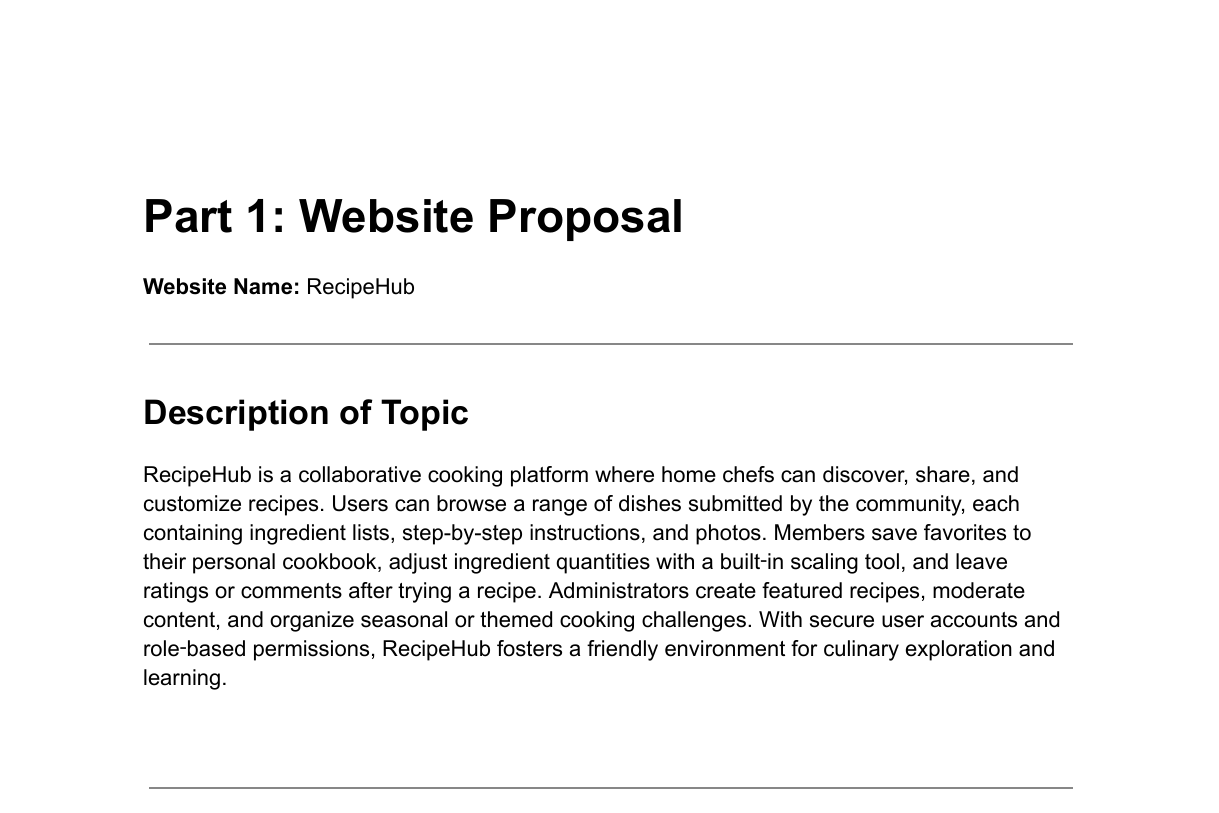 Part 1: Website Proposal
Website Name: RecipeHub
Description of Topic
RecipeHub is a collaborative cooking platform where home chefs can discover, share, and
customize recipes. Users can browse a range of dishes submitted by the community, each
containing ingredient lists, step-by-step instructions, and photos. Members save favorites to
their personal cookbook, adjust ingredient quantities with a built-in scaling tool, and leave
ratings or comments after trying a recipe. Administrators create featured recipes, moderate
content, and organize seasonal or themed cooking challenges. With secure user accounts and
role-based permissions, RecipeHub fosters a friendly environment for culinary exploration and
learning.